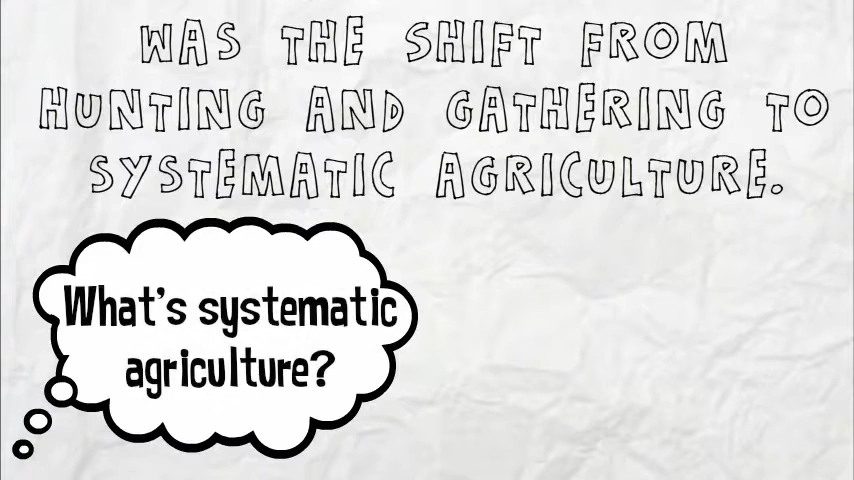 WAS THE SHIFT FROM
HUNTING AND GATHERING TO
SYSTEMATIC AGRICULTURE.
What's systematic
agriculture?